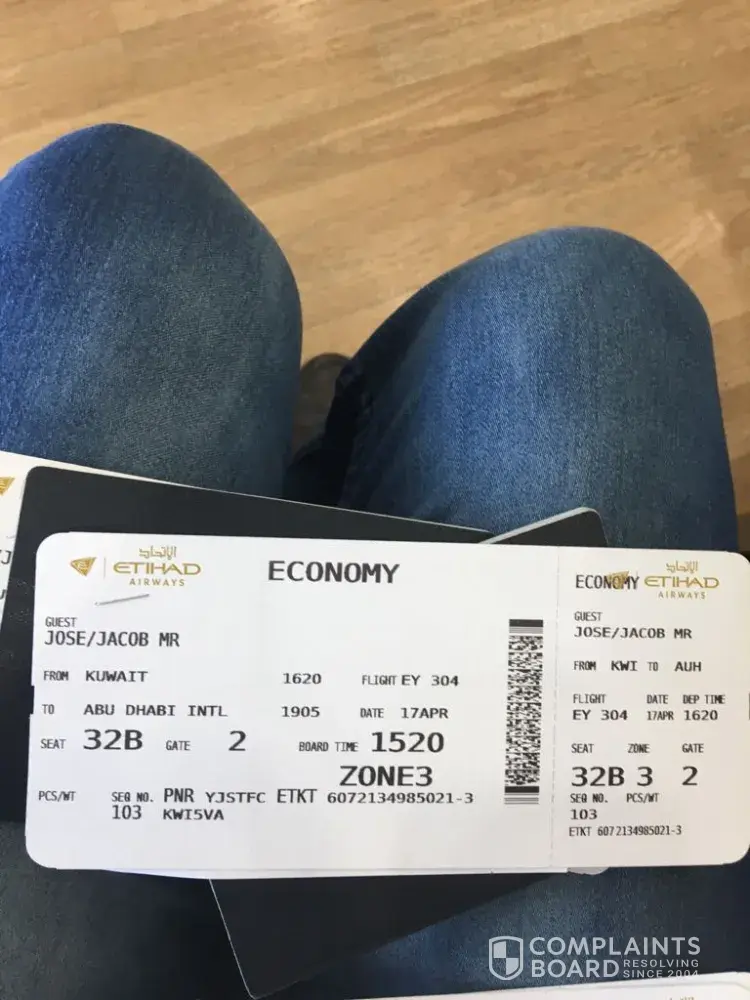 الإتحاد
ETIHAD
AIRWAYS
ECONOMY
GUEST
JOSE/JACOB MR
FROM KUWAIT 1620 FLIGHT EY 304
TO ABU DHABI INTL 1905 DATE 17APR
SEAT 32B GATE 2 BOARD TIME 1520
ZONE3
PCS/WT SEQ NO. PNR YJSTFC ETKT 6072134985021-3
103 KWI5VA
الإتحاد
ECONOMY ETIHAD
AIRWAYS
GUEST
JOSE/JACOB MR
FROM KWI TO AUH
FLIGHT DATE DEP TIME
EY 304 17APR 1620
SEAT ZONE GATE
32B 3 2
SEQ NO. PCS/WT
103
ETKT 6072134985021-3
COMPLAINTS
BOARD RESOLVING
SINCE 2004